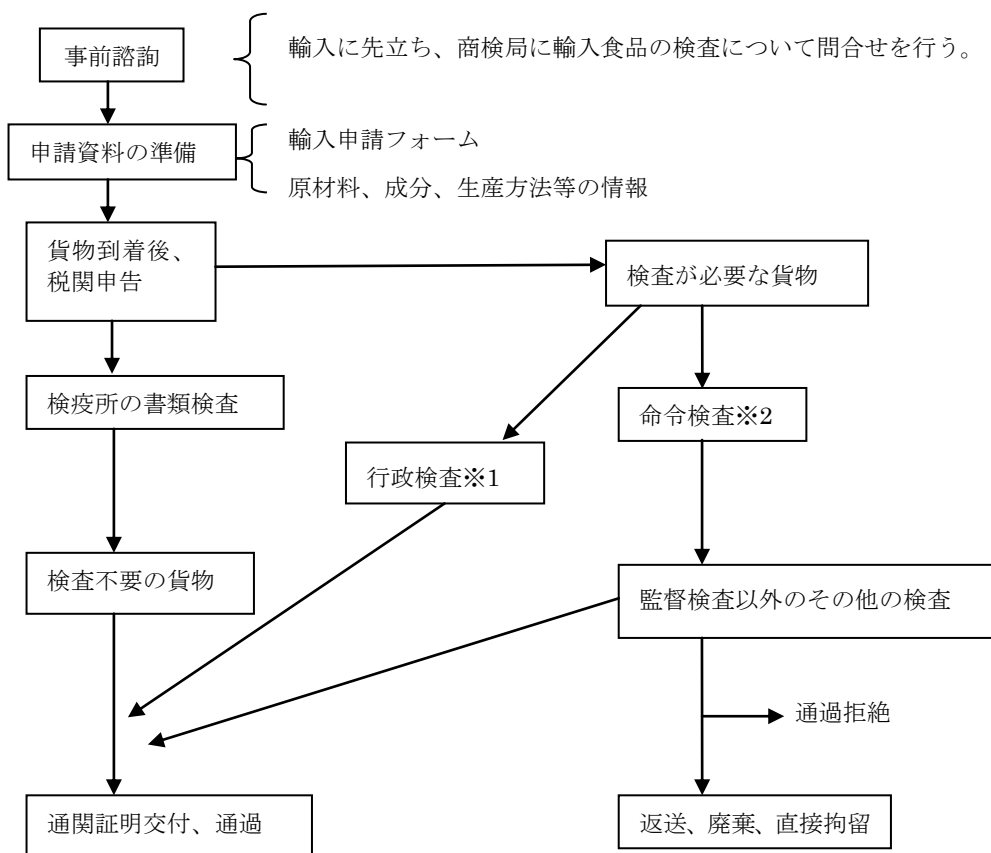 事前諮詢
輸入に先立ち、商検局に輸入食品の検査について問合せを行う。
申請資料の準備
輸入申請フォーム
原材料、成分、生産方法等の情報
貨物到着後、
税関申告
検査が必要な貨物
検疫所の書類検査
命令検査※2
行政検査※1
検査不要の貨物
監督検査以外のその他の検査
通過拒絶
通関証明交付、通過
返送、廃棄、直接拘留